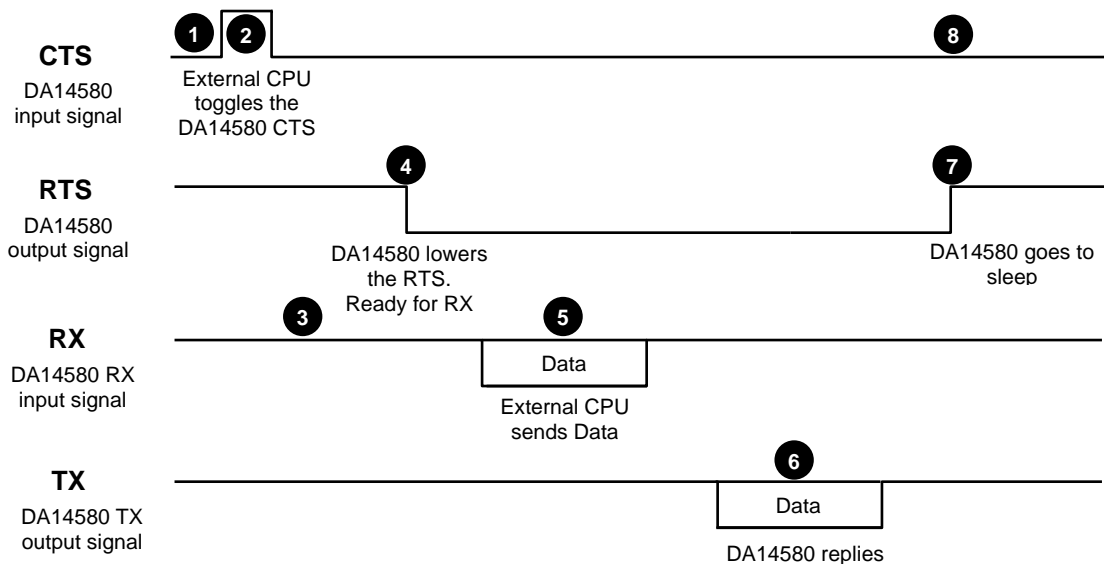 1
2
8
CTS
DA14580
input signal
External CPU
toggles the
DA14580 CTS
4
7
RTS
DA14580
output signal
DA14580 lowers
the RTS.
Ready for RX
DA14580 goes to
sleep
3
5
RX
DA14580 RX
input signal
Data
External CPU
sends Data
6
TX
DA14580 TX
output signal
Data
DA14580 replies